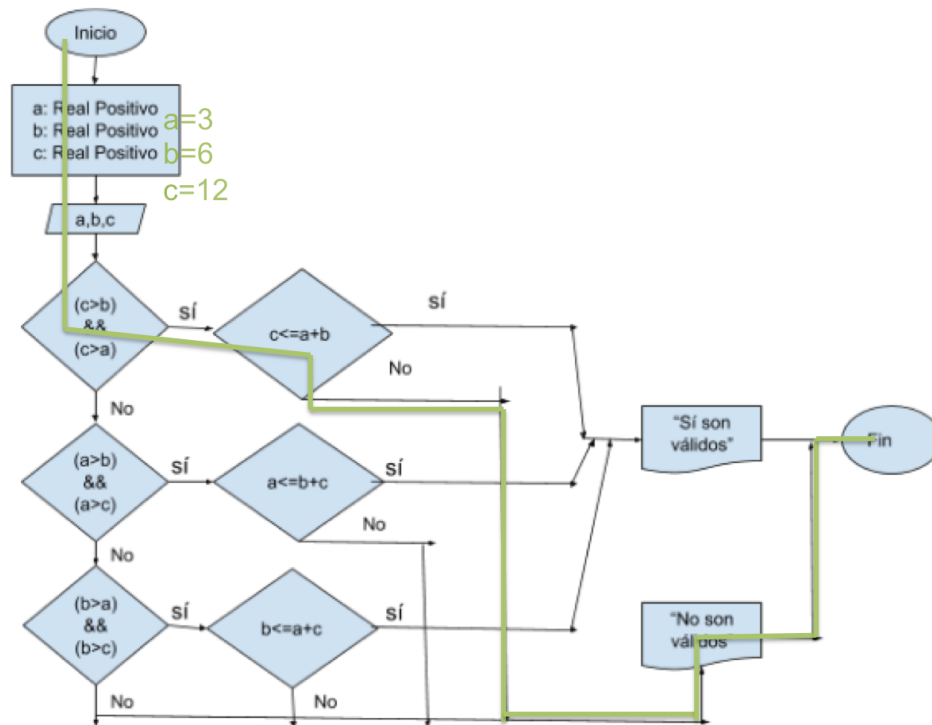 Inicio
a: Real Positivo
b: Real Positivo
c: Real Positivo
a=3
b=6
c=12
a,b,c
(c>b)
&&
(c>a)
sí
c<=a+b
sí
No
No
"Sí son
válidos"
Fin
(a>b)
&&
(a>c)
sí
a<=b+c
sí
No
No
(b>a)
&&
(b>c)
sí
b<=a+c
sí
"No son
válidos"
No
No